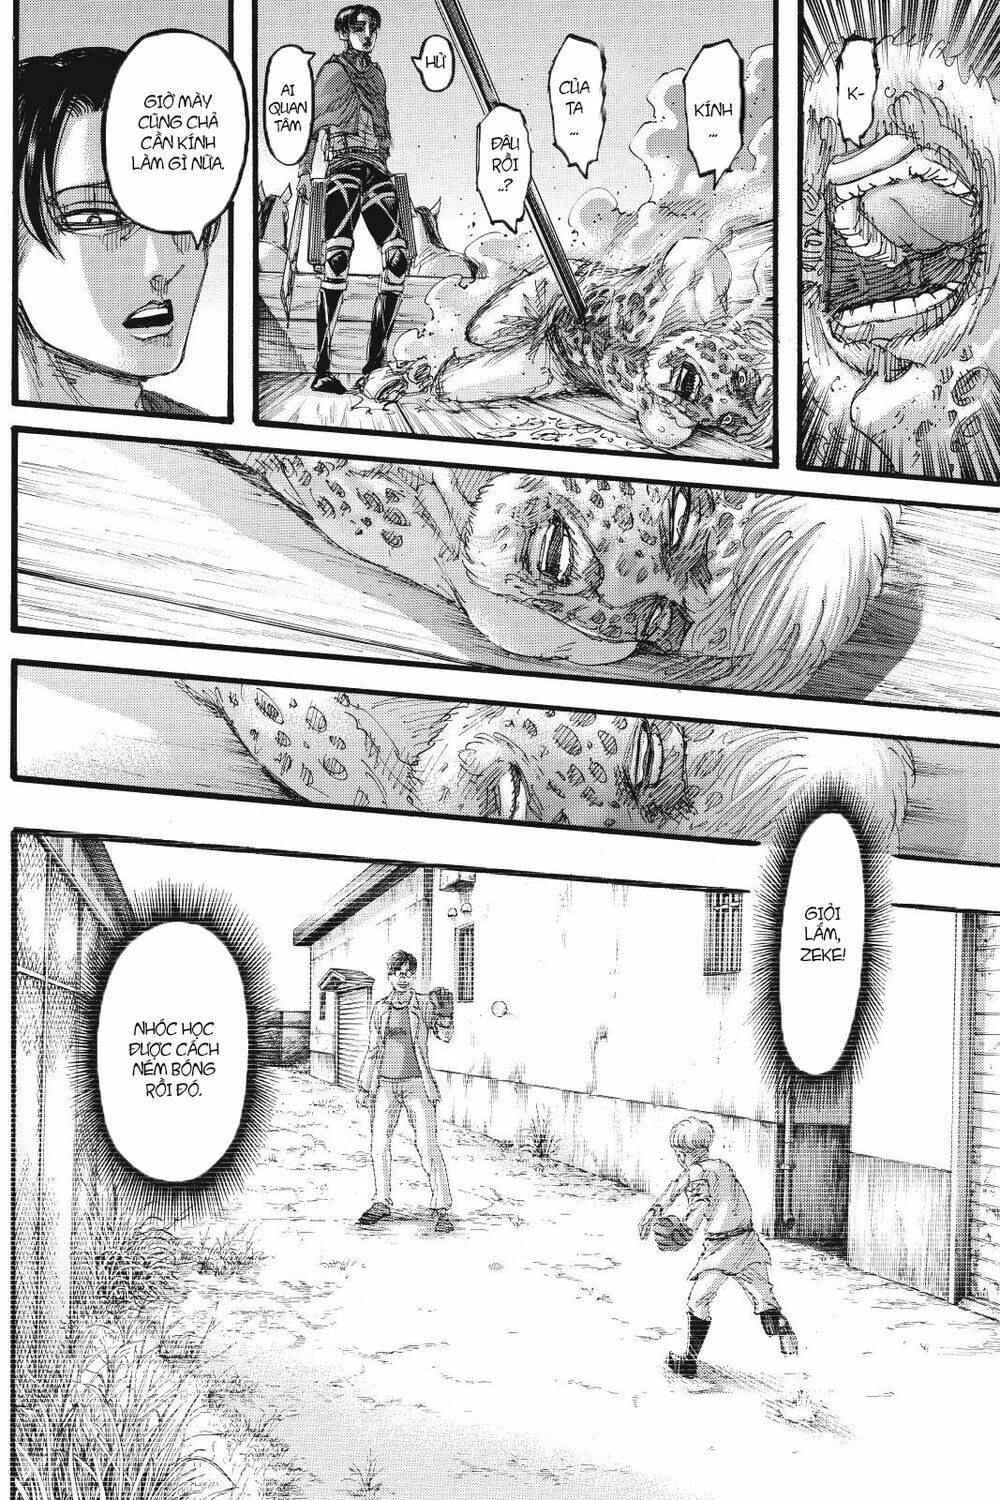 K-
KÍNH
...
CỦA
TA
...
ĐÂU
RỒI
..?
HỬ
AI
QUAN
TÂM
GIỜ MÀY
CŨNG CHẢ
CẦN KÍNH
LÀM GÌ NỮA.
GIỎI
LẮM,
ZEKE!
NHÓC HỌC
ĐƯỢC CÁCH
NÉM BÓNG
RỒI ĐÓ.